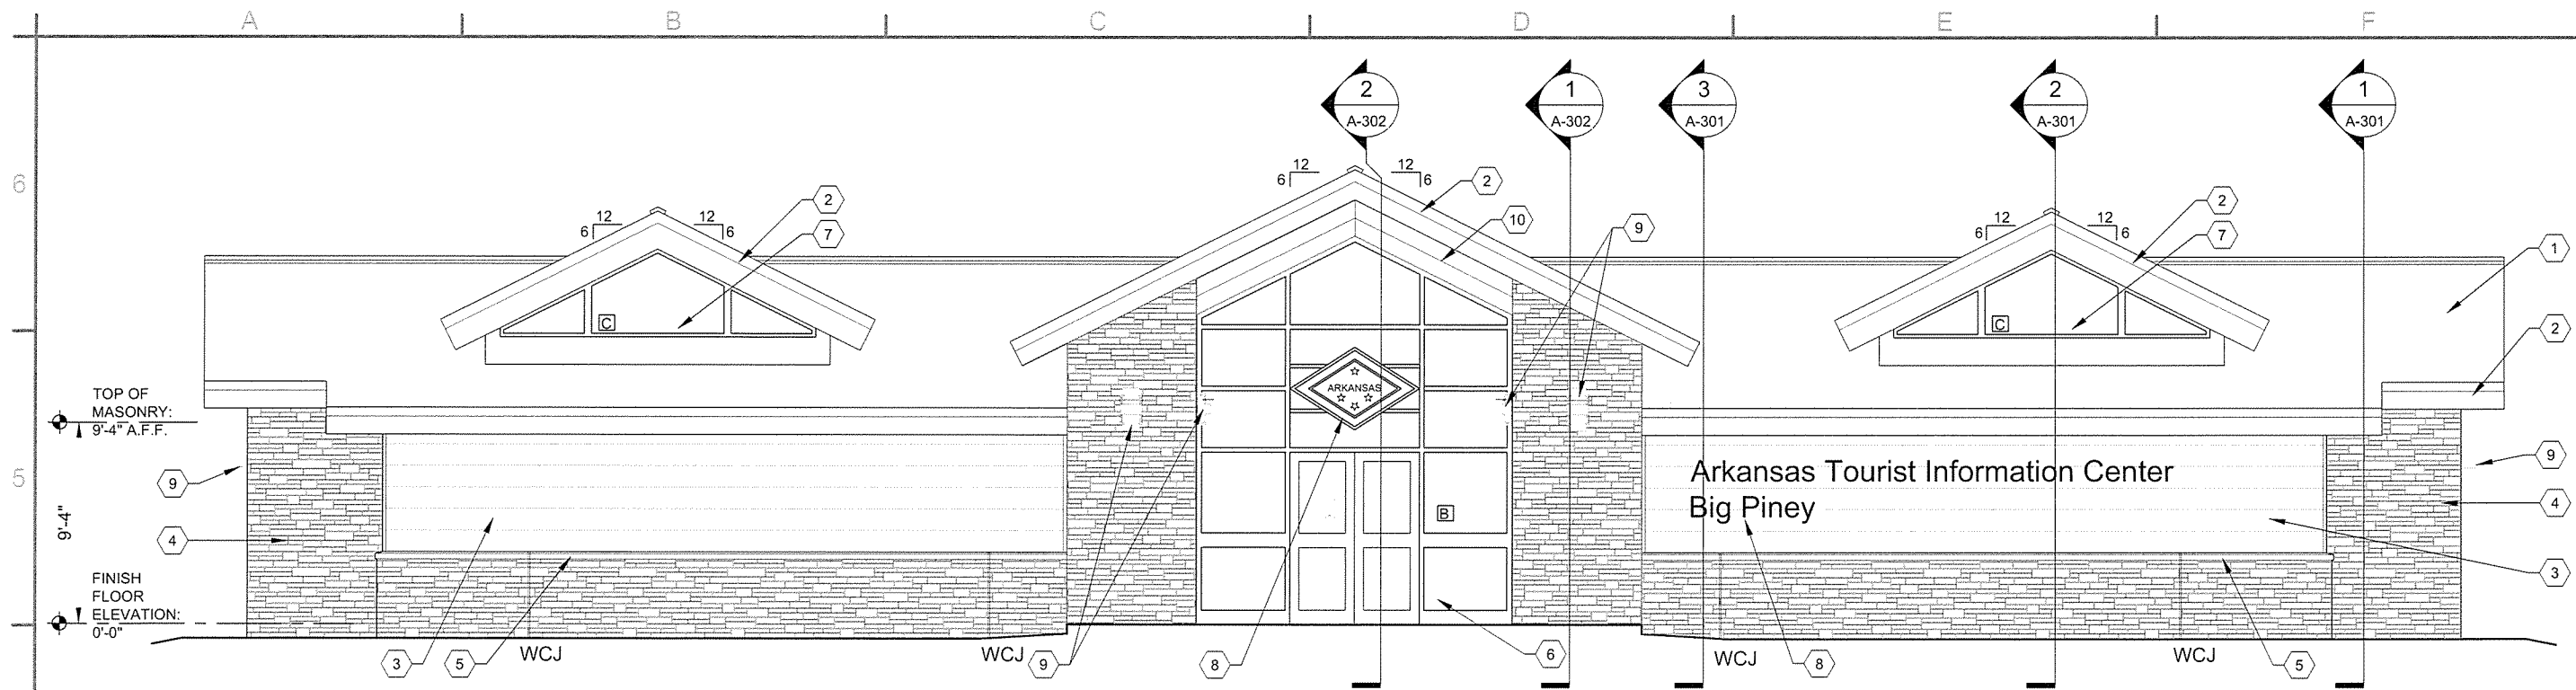 A B C D E F
2 1 3 2 1
A-302 A-302 A-301 A-301 A-301
6
12 12
6 6
2
12 12
6 6
2
7
10
9
12 12
6 6
2
7
1
2
C
C
TOP OF
MASONRY:
9'-4" A.F.F.
ARKANSAS
5
9
9'-4"
4
Arkansas Tourist Information Center
Big Piney
B
9
4
3
FINISH
FLOOR
ELEVATION:
0'-0"
3
5
WCJ
WCJ
9
8
6
WCJ
8
WCJ
5